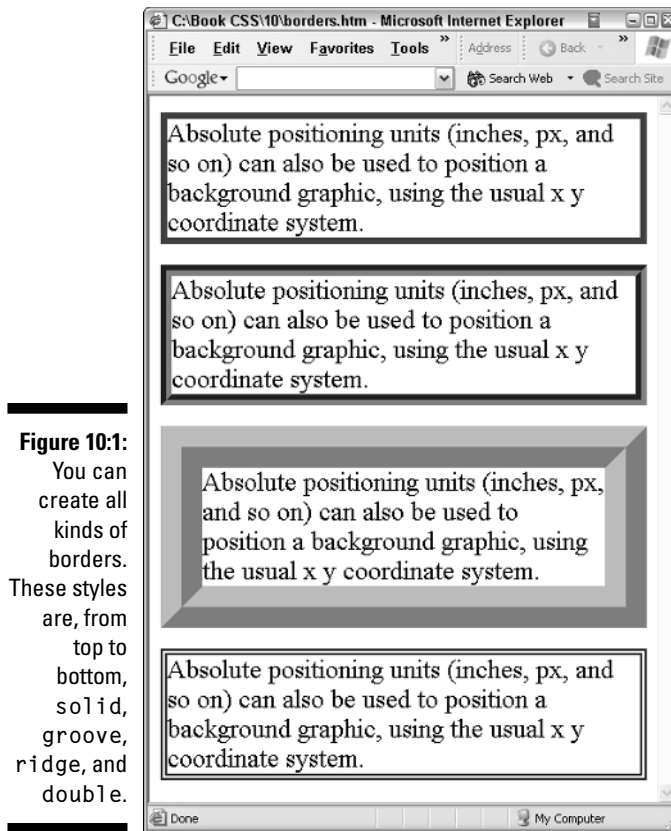 C:\Book CSS\10\borders.htm - Microsoft Internet Explorer
File Edit View Favorites Tools » Address Back »
Google Search Web Search Site
Absolute positioning units (inches, px, and
so on) can also be used to position a
background graphic, using the usual x y
coordinate system.
Absolute positioning units (inches, px, and
so on) can also be used to position a
background graphic, using the usual x y
coordinate system.
Absolute positioning units (inches, px,
and so on) can also be used to
position a background graphic, using
the usual x y coordinate system.
Absolute positioning units (inches, px, and
so on) can also be used to position a
background graphic, using the usual x y
coordinate system.
Done My Computer
Figure 10:1:
You can
create all
kinds of
borders.
These styles
are, from
top to
bottom,
solid,
groove,
ridge, and
double.